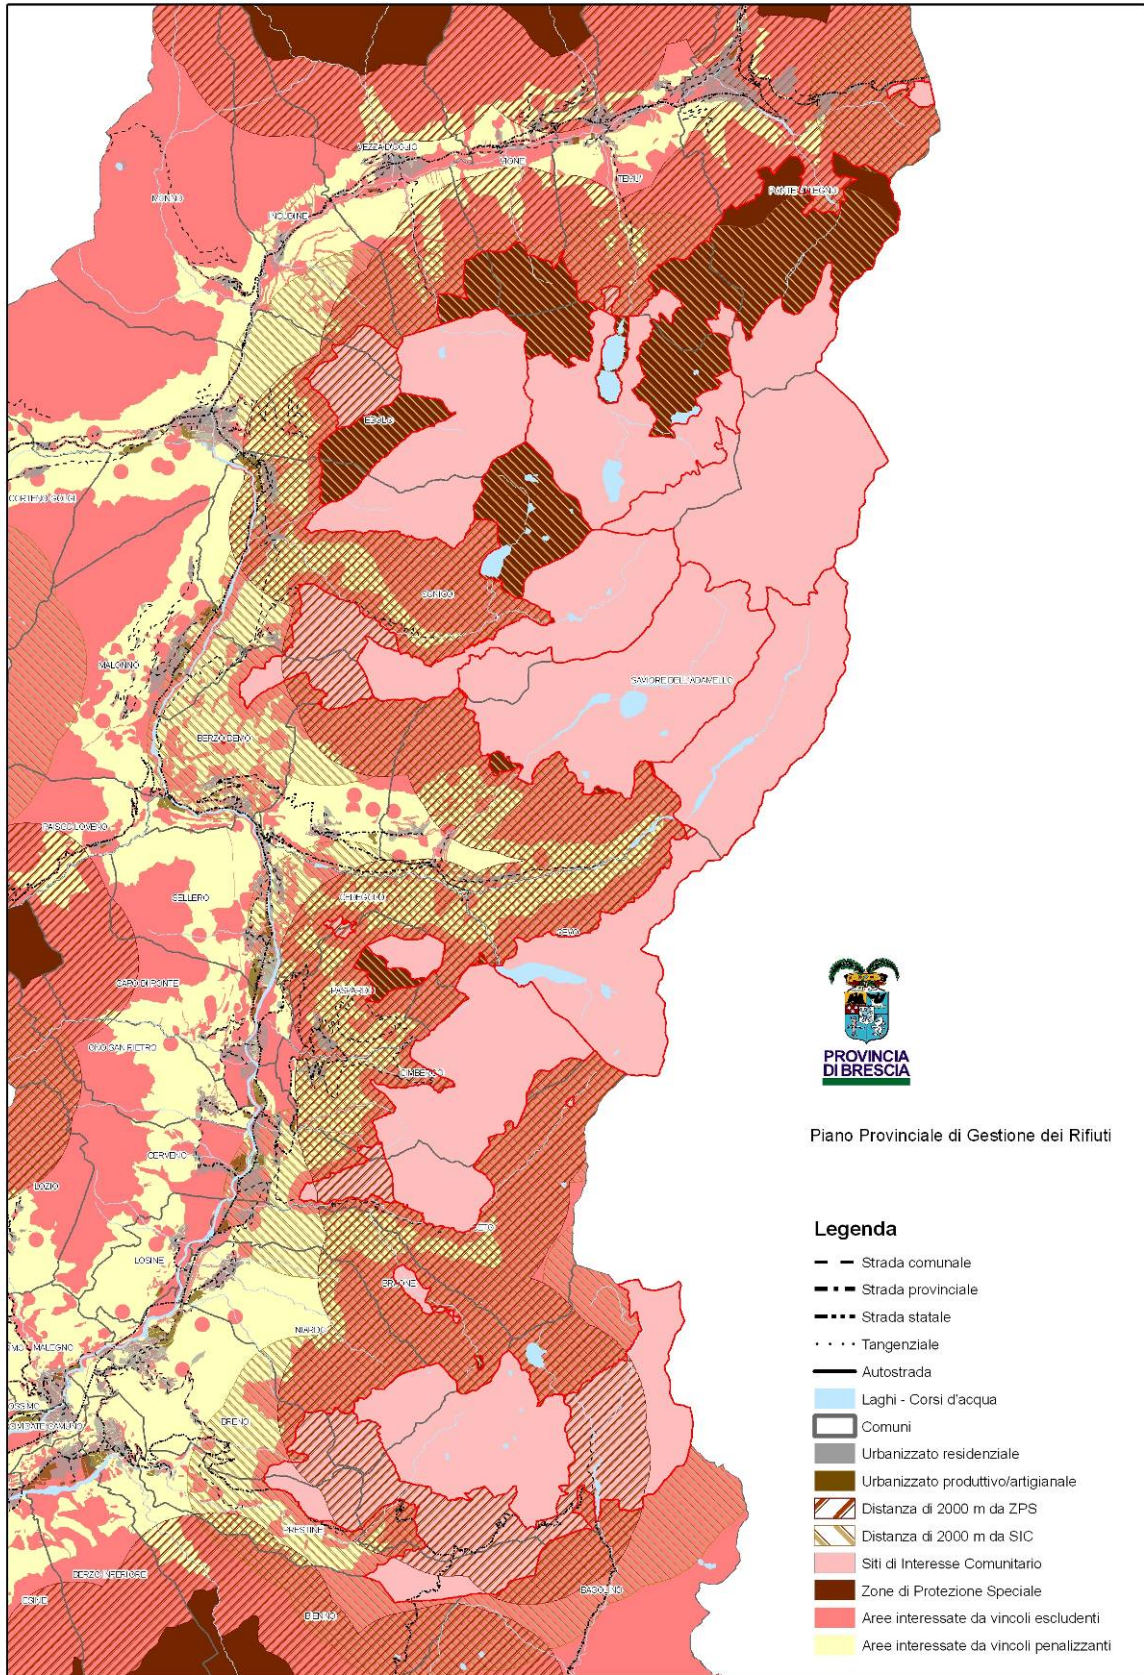 VEZZA D'OGLIO
VIONE
TEMU'
MONNO
PONTE DI LEGNO
INCUDINE
EDOLO
CORTENO GOLGI
SONICO
MALONNO
SAVIORE DELL'ADAMELLO
BERZO DEMO
PAISCO LOVENO
SELLERO
CEDEGOLO
CEVO
CAPO DI PONTE
PASPARDO
ONO SAN PIETRO
CIMBERGO
PROVINCIA
DI BRESCIA
Piano Provinciale di Gestione dei Rifiuti
CERVENO
LOZIO
LOSINE
BRAONE
NIARDO
MALEGNO
OSSIMO
CIVIDATE CAMUNO
BRENO
PRESTINE
BERZO INFERIORE
ESINE
BIENNO
BAGOLINO
Legenda
Strada comunale
Strada provinciale
Strada statale
Tangenziale
Autostrada
Laghi - Corsi d'acqua
Comuni
Urbanizzato residenziale
Urbanizzato produttivo/artigianale
Distanza di 2000 m da ZPS
Distanza di 2000 m da SIC
Siti di Interesse Comunitario
Zone di Protezione Speciale
Aree interessate da vincoli escludenti
Aree interessate da vincoli penalizzanti